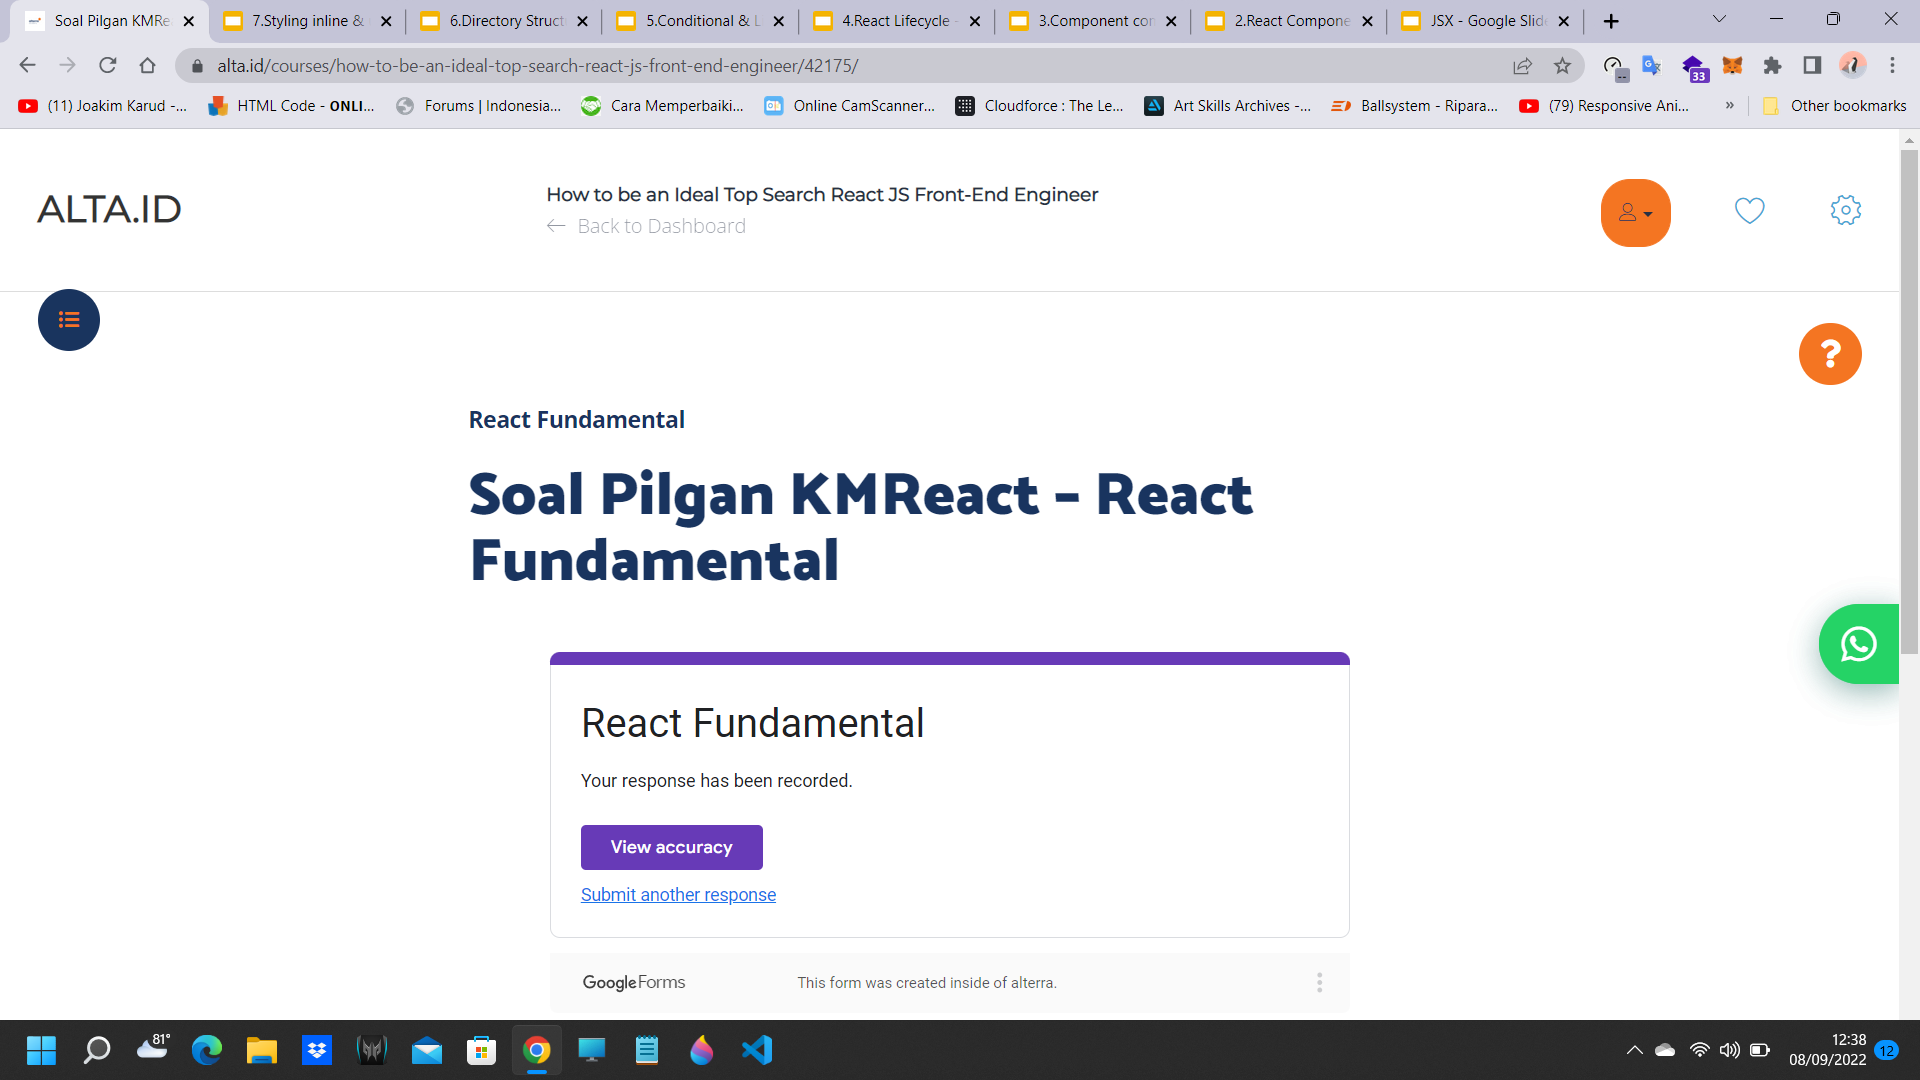 Soal Pilgan KMRe
7.Styling inline &
6.Directory Struct
5.Conditional & L
4.React Lifecycle -
3.Component con
2.React Compone
JSX - Google Slide
alta.id/courses/how-to-be-an-ideal-top-search-react-js-front-end-engineer/42175/
33
(11) Joakim Karud -...
HTML Code - ONLI...
Forums | Indonesia...
Cara Memperbaiki...
Online CamScanner...
Cloudforce : The Le...
Art Skills Archives -...
Ballsystem - Ripara...
(79) Responsive Ani...
»
Other bookmarks
ALTA.ID
How to be an Ideal Top Search React JS Front-End Engineer
← Back to Dashboard
?
React Fundamental
Soal Pilgan KMReact – React
Fundamental
React Fundamental
Your response has been recorded.
View accuracy
Submit another response
Google Forms
This form was created inside of alterra.
81°
12:38
08/09/2022
12